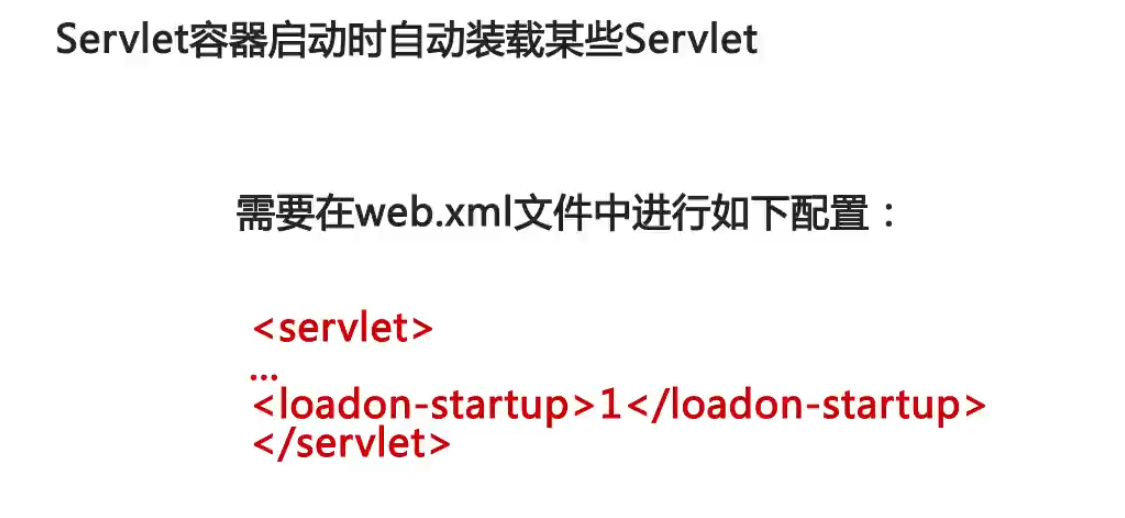 Servlet容器启动时自动装载某些Servlet
需要在web.xml文件中进行如下配置：
<servlet>
...
<loadon-startup>1</loadon-startup>
</servlet>